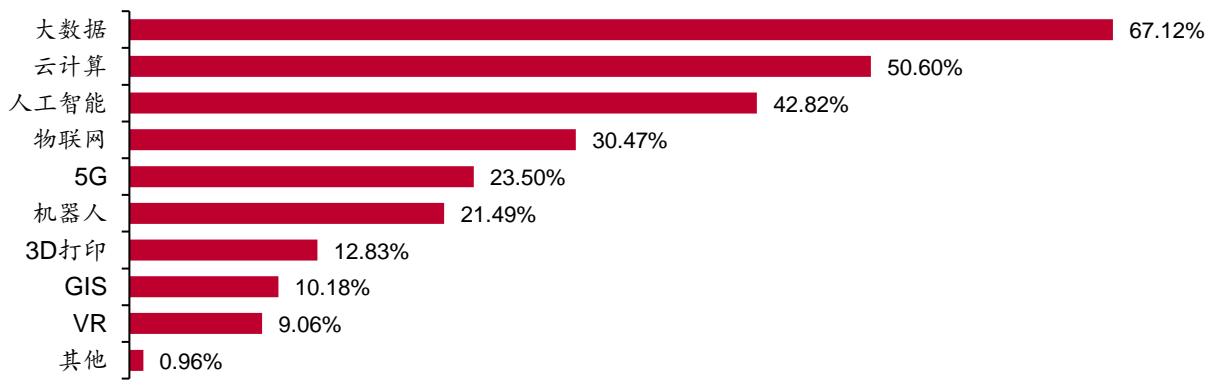 大数据 67.12%
云计算 50.60%
人工智能 42.82%
物联网 30.47%
5G 23.50%
机器人 21.49%
3D打印 12.83%
GIS 10.18%
VR 9.06%
其他 0.96%